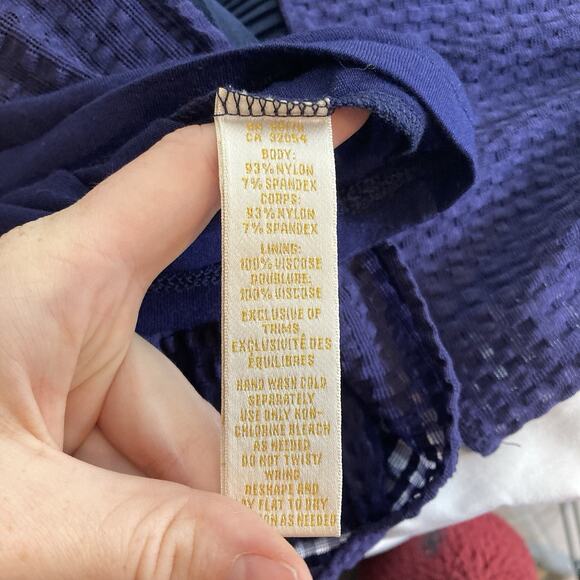 CA 32054
BODY:
93% NYLON
7% SPANDEX
CORPS:
93% NYLON
7% SPANDEX
LINING:
100% VISCOSE
DOUBLURE:
100% VISCOSE
EXCLUSIVE OF
TRIMS
EXCLUSIVITÉ DES
ÉQUILIBRES
HAND WASH COLD
SEPARATELY
USE ONLY NON-
CHLORINE BLEACH
AS NEEDED
DO NOT TWIST/
WRING
RESHAPE AND
FLAT TO DRY
AS NEEDED